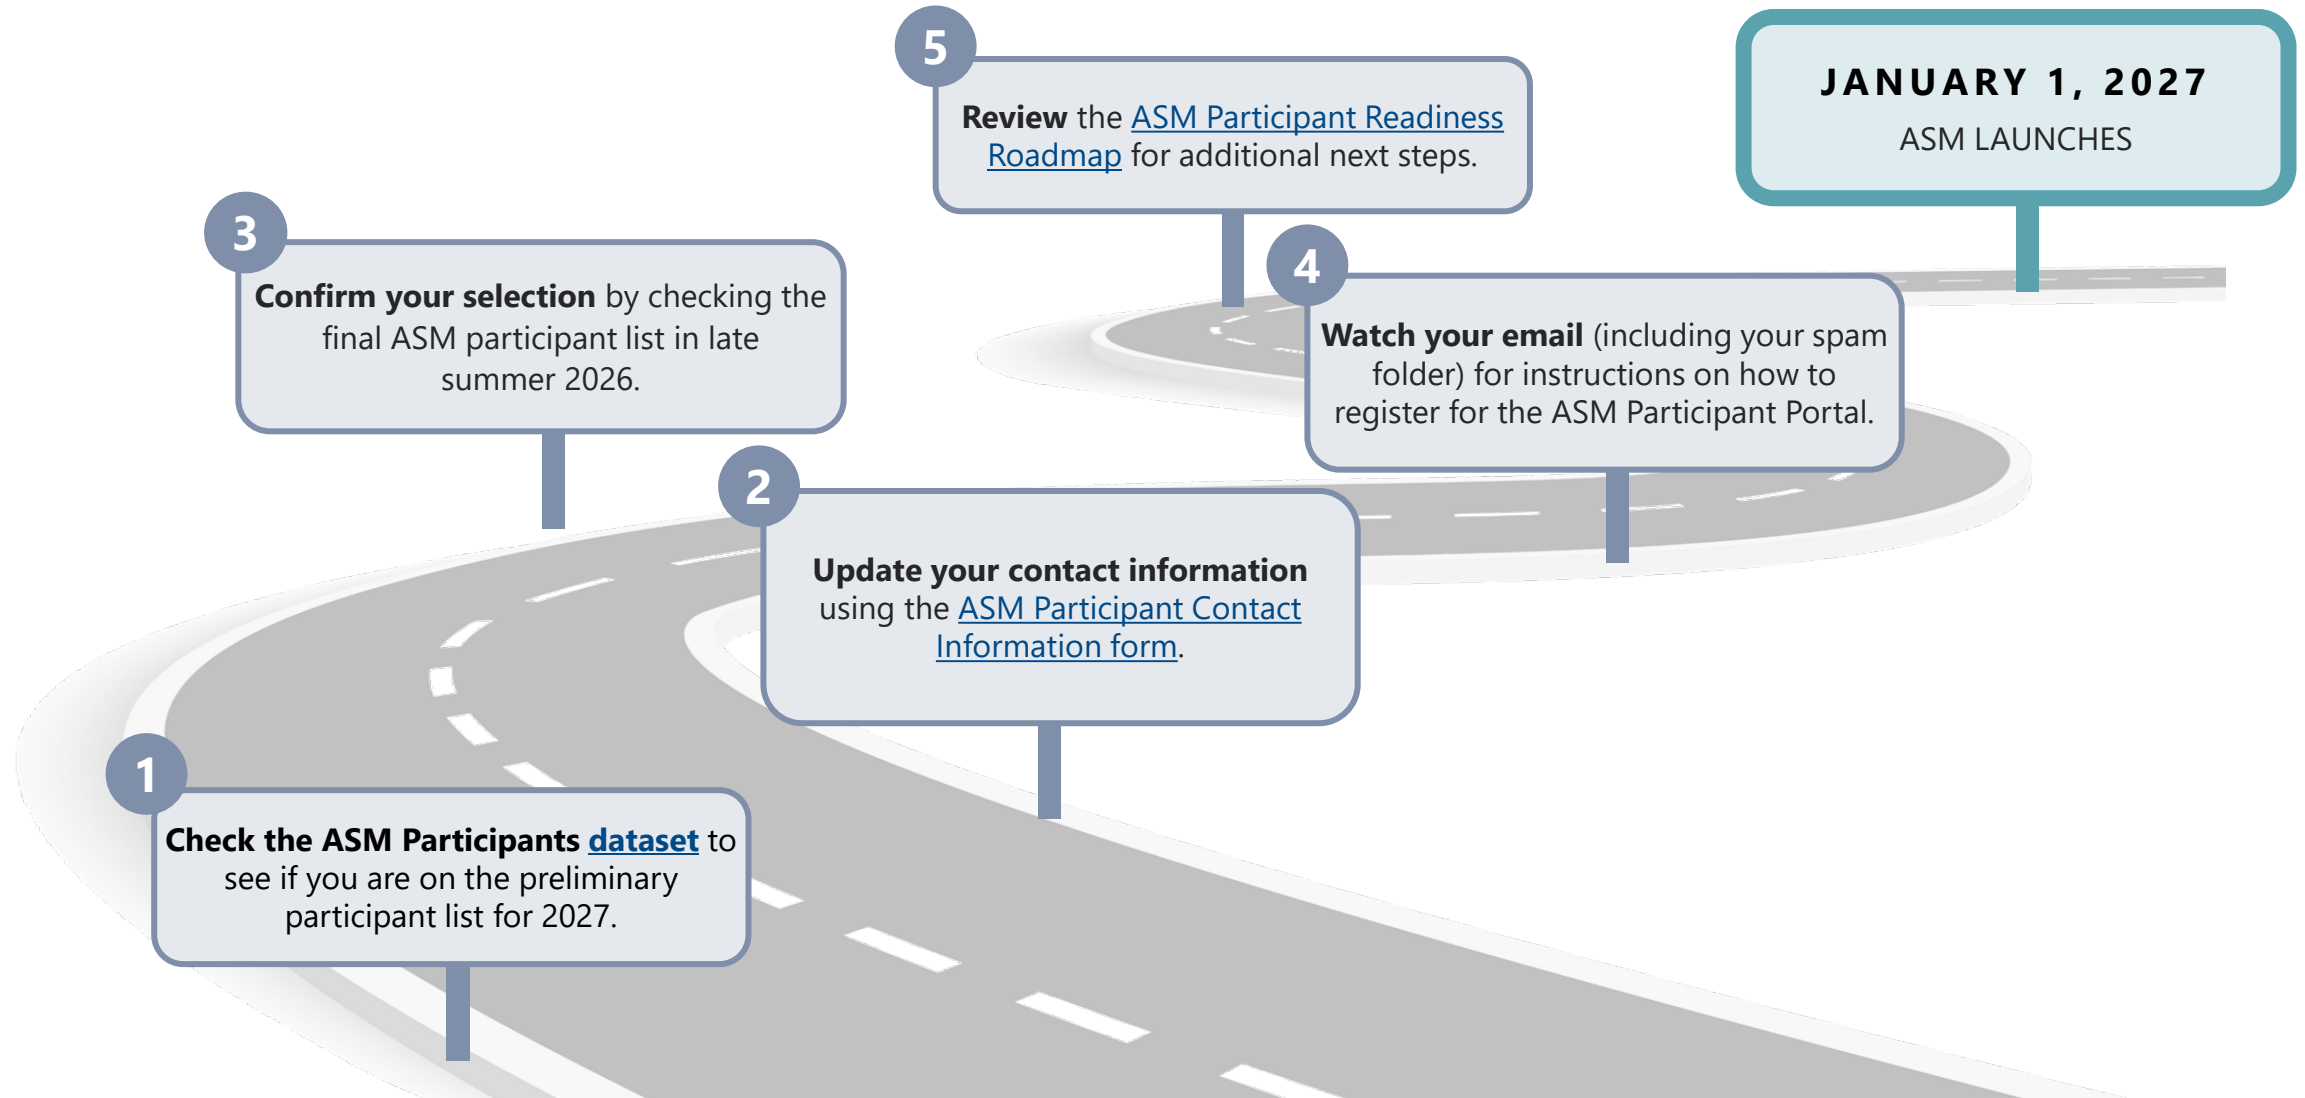 1
Check the ASM Participants dataset to
see if you are on the preliminary
participant list for 2027.
2
Update your contact information
using the ASM Participant Contact
Information form.
3
Confirm your selection by checking the
final ASM participant list in late
summer 2026.
4
Watch your email (including your spam
folder) for instructions on how to
register for the ASM Participant Portal.
5
Review the ASM Participant Readiness
Roadmap for additional next steps.
JANUARY 1, 2027
ASM LAUNCHES